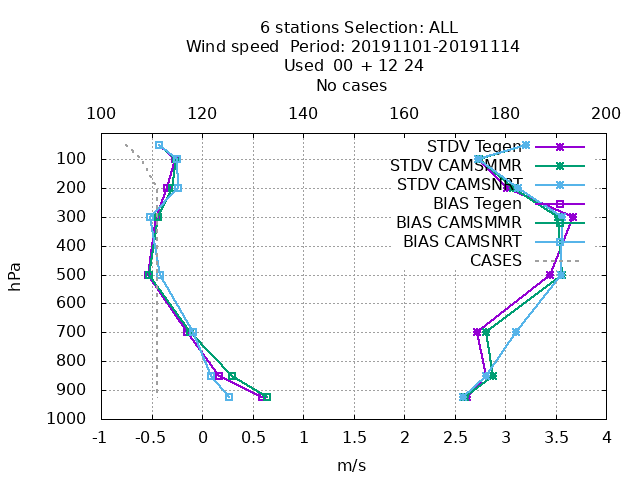 6 stations Selection: ALL
Wind speed  Period: 20191101-20191114
Used  00 + 12 24
No cases
100 120 140 160 180 200
STDV Tegen
STDV CAMSMMR
STDV CAMSNRT
BIAS Tegen
BIAS CAMSMMR
BIAS CAMSNRT
CASES
hPa
100
200
300
400
500
600
700
800
900
1000
-1 -0.5 0 0.5 1 1.5 2 2.5 3 3.5 4
m/s